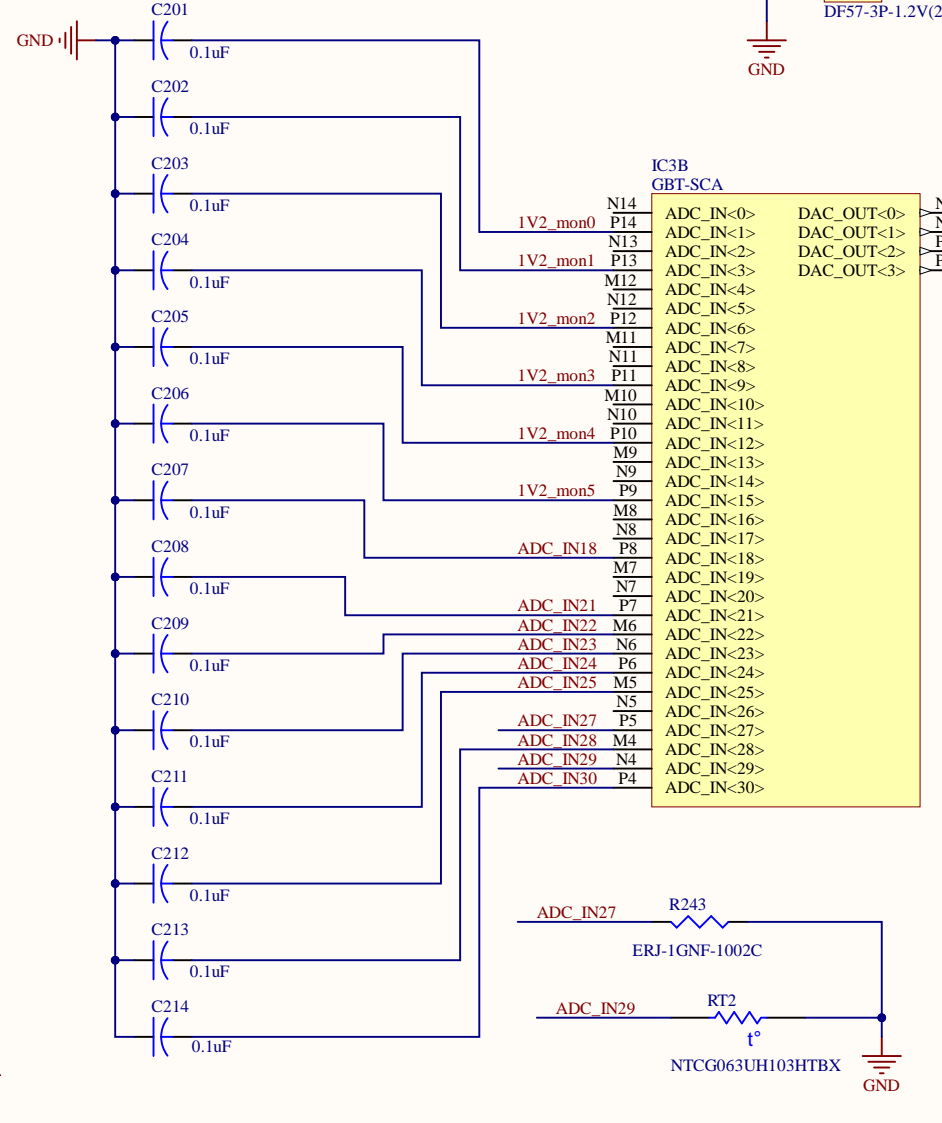 C201
DF57-3P-1.2V(2
GND
0.1uF
GND
C202
0.1uF
C203
0.1uF
IC3B
GBT-SCA
N14 ADC_IN<0> DAC_OUT<0> N
1V2_mon0 P14 ADC_IN<1> DAC_OUT<1> N
N13 ADC_IN<2> DAC_OUT<2> P
1V2_mon1 P13 ADC_IN<3> DAC_OUT<3> P
M12 ADC_IN<4>
N12 ADC_IN<5>
1V2_mon2 P12 ADC_IN<6>
M11 ADC_IN<7>
N11 ADC_IN<8>
1V2_mon3 P11 ADC_IN<9>
M10 ADC_IN<10>
N10 ADC_IN<11>
1V2_mon4 P10 ADC_IN<12>
M9 ADC_IN<13>
N9 ADC_IN<14>
1V2_mon5 P9 ADC_IN<15>
M8 ADC_IN<16>
N8 ADC_IN<17>
ADC_IN18 P8 ADC_IN<18>
M7 ADC_IN<19>
N7 ADC_IN<20>
ADC_IN21 P7 ADC_IN<21>
ADC_IN22 M6 ADC_IN<22>
ADC_IN23 N6 ADC_IN<23>
ADC_IN24 P6 ADC_IN<24>
ADC_IN25 M5 ADC_IN<25>
N5 ADC_IN<26>
ADC_IN27 P5 ADC_IN<27>
ADC_IN28 M4 ADC_IN<28>
ADC_IN29 N4 ADC_IN<29>
ADC_IN30 P4 ADC_IN<30>
C204
0.1uF
C205
0.1uF
C206
0.1uF
C207
0.1uF
C208
0.1uF
C209
0.1uF
C210
0.1uF
C211
0.1uF
C212
0.1uF
C213
0.1uF
C214
0.1uF
ADC_IN27 R243
ERJ-1GNF-1002C
ADC_IN29 RT2
t°
NTCG063UH103HTBX
GND